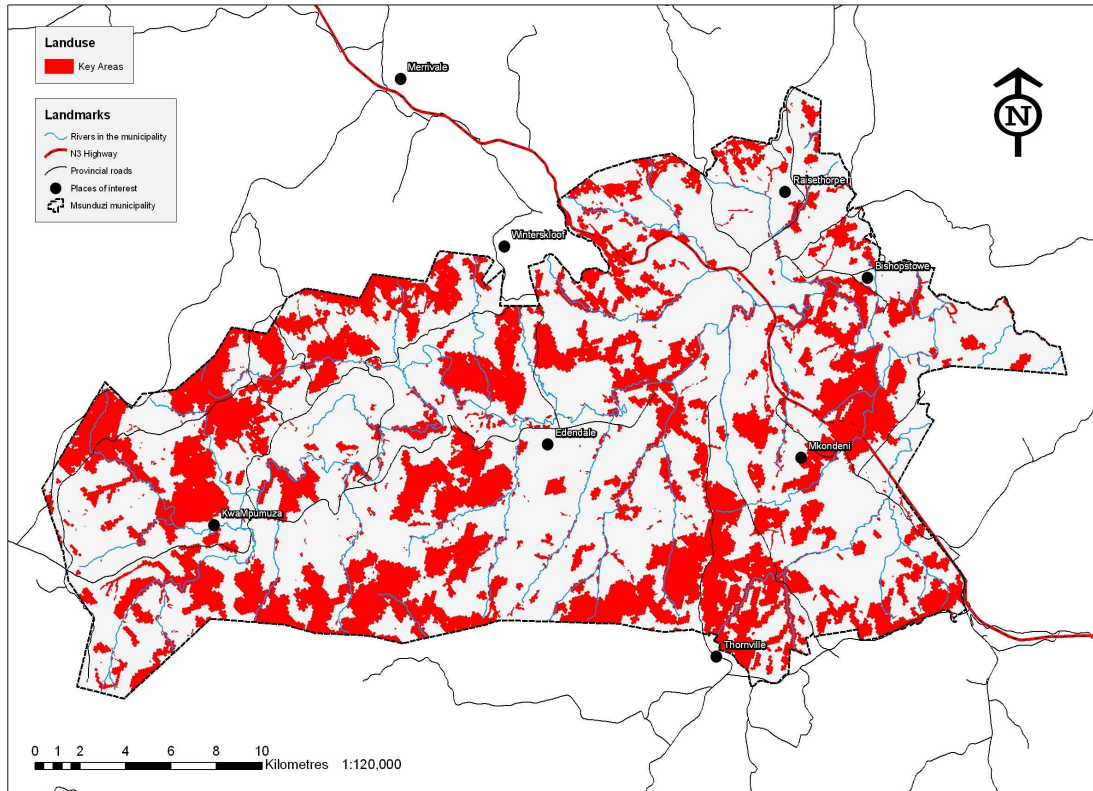 Landuse
Key Areas
Landmarks
Rivers in the municipality
N3 Highway
Provincial roads
Places of interest
Msunduzi municipality
Merrivale
N
Raisethorpe
Winterskloof
Bishopstowe
Edendale
Mkondeni
KwaMpumuza
Thornville
0 1 2 4 6 8 10
Kilometres 1:120,000